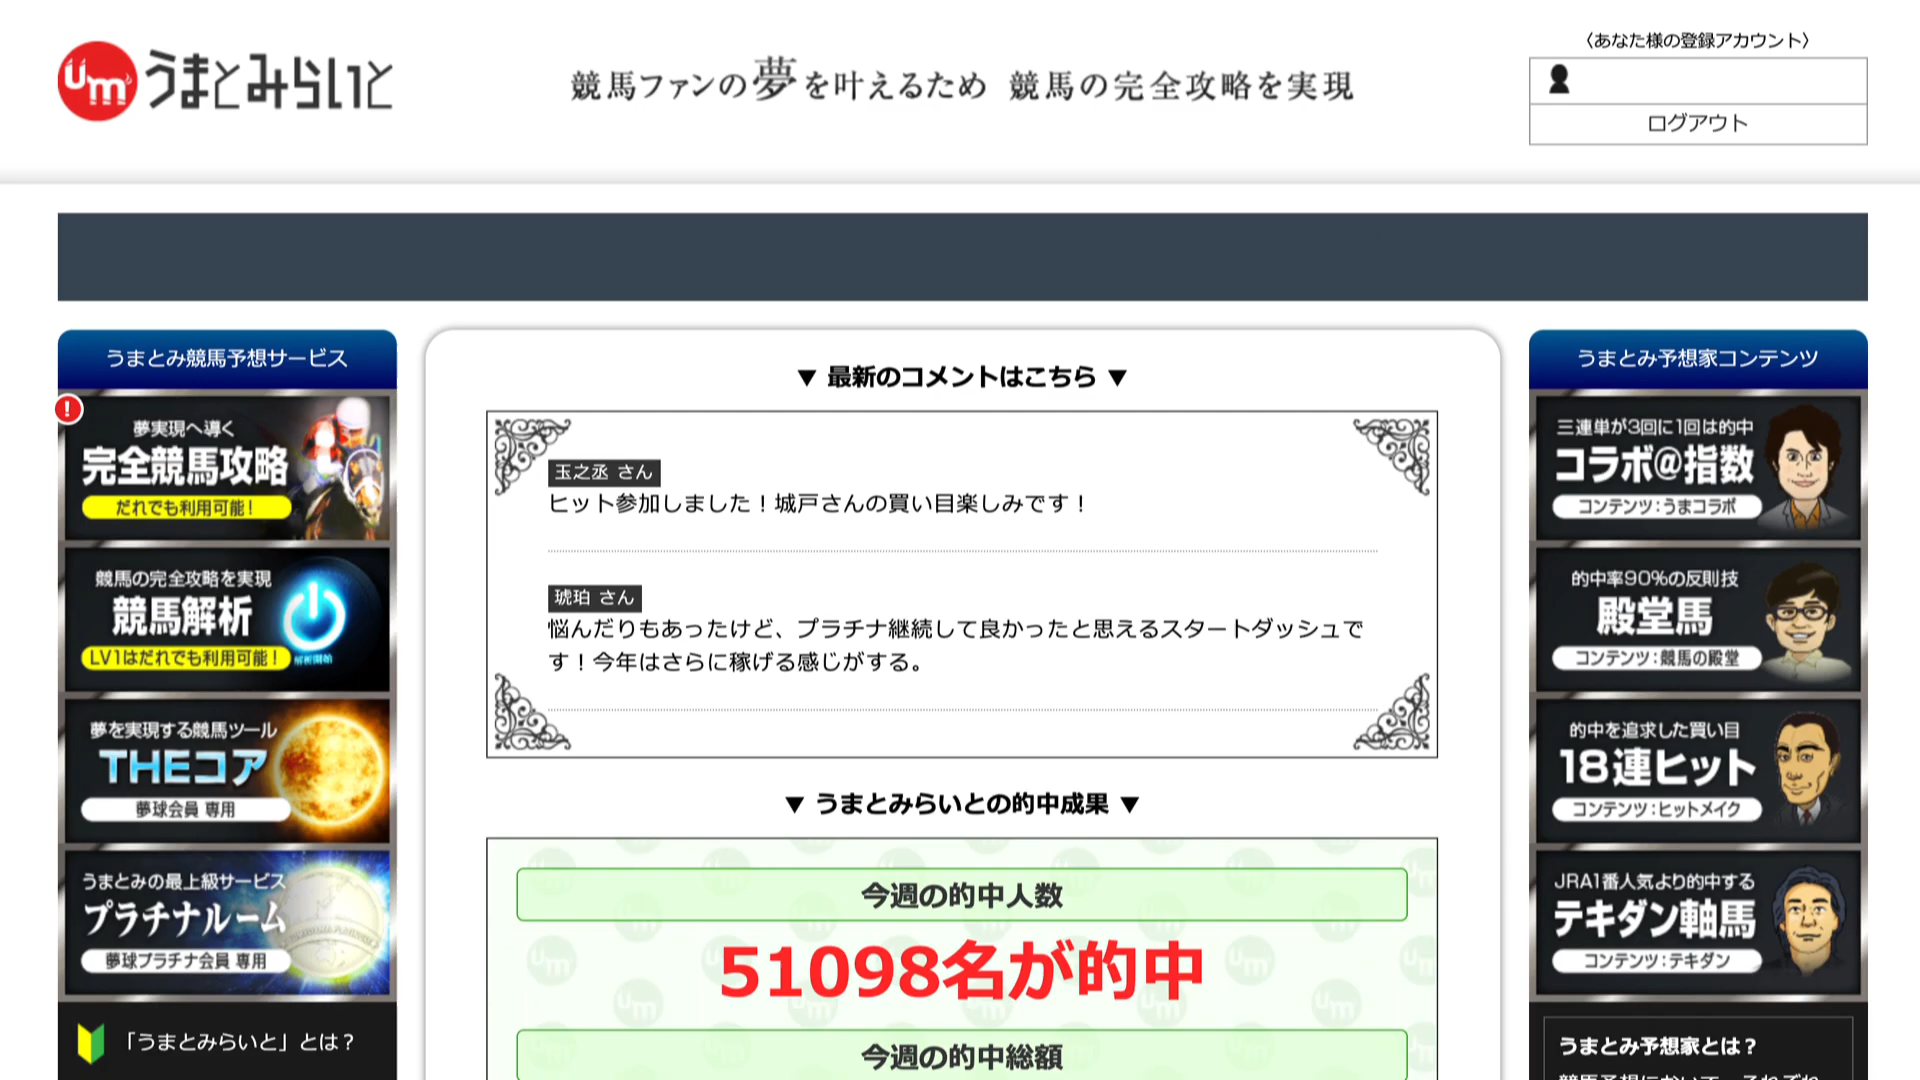 um うまとみらいと
競馬ファンの夢を叶えるため 競馬の完全攻略を実現
〈あなた様の登録アカウント〉
ログアウト
うまとみ競馬予想サービス
!
夢実現へ導く
完全競馬攻略
だれでも利用可能！
競馬の完全攻略を実現
競馬解析
LV1はだれでも利用可能！
解析開始
夢を実現する競馬ツール
THEコア
夢球会員 専用
うまとみの最上級サービス
プラチナルーム
夢球プラチナ会員 専用
「うまとみらいと」とは？
▼ 最新のコメントはこちら ▼
玉之丞 さん
ヒット参加しました！城戸さんの買い目楽しみです！
琥珀 さん
悩んだりもあったけど、プラチナ継続して良かったと思えるスタートダッシュで
す！今年はさらに稼げる感じがする。
▼ うまとみらいとの的中成果 ▼
今週の的中人数
51098名が的中
今週の的中総額
うまとみ予想家コンテンツ
三連単が3回に1回は的中
コラボ@指数
コンテンツ：うまコラボ
的中率90%の反則技
殿堂馬
コンテンツ：競馬の殿堂
的中を追求した買い目
18連ヒット
コンテンツ：ヒットメイク
JRA1番人気より的中する
テキダン軸馬
コンテンツ：テキダン
うまとみ予想家とは？